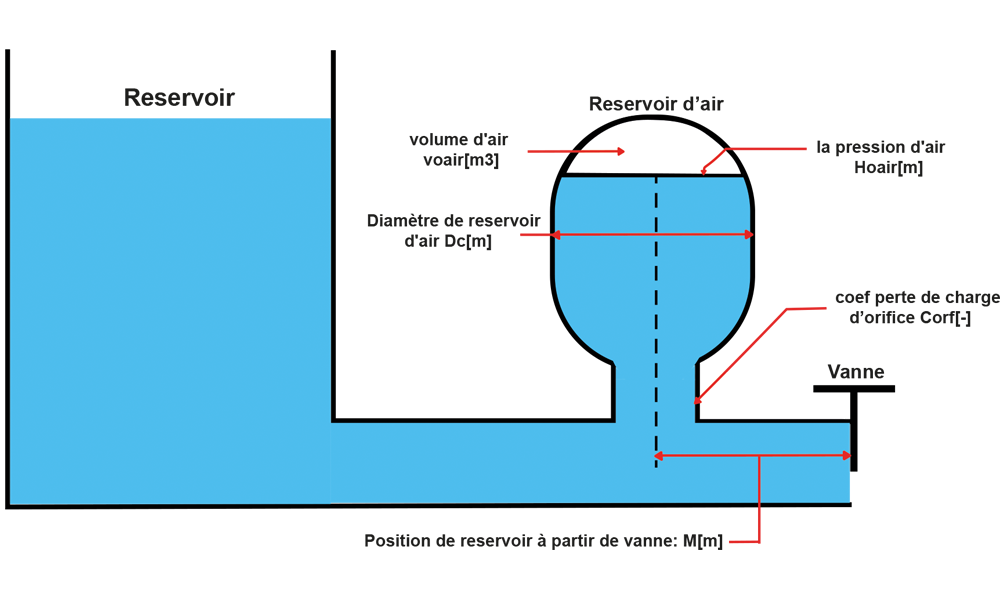 Reservoir
Reservoir d’air
volume d'air
voair[m3]
la pression d'air
Hoair[m]
Diamètre de reservoir
d'air Dc[m]
coef perte de charge
d’orifice Corf[-]
Vanne
Position de reservoir à partir de vanne: M[m]